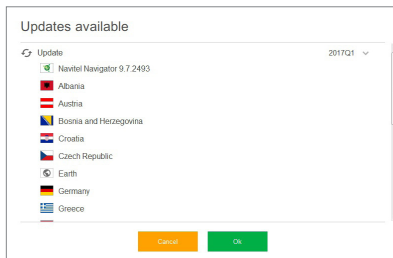 Updates available
Update 2017Q1
Navitel Navigator 9.7.2493
Albania
Austria
Bosnia and Herzegovina
Croatia
Czech Republic
Earth
Germany
Greece
Cancel Ok